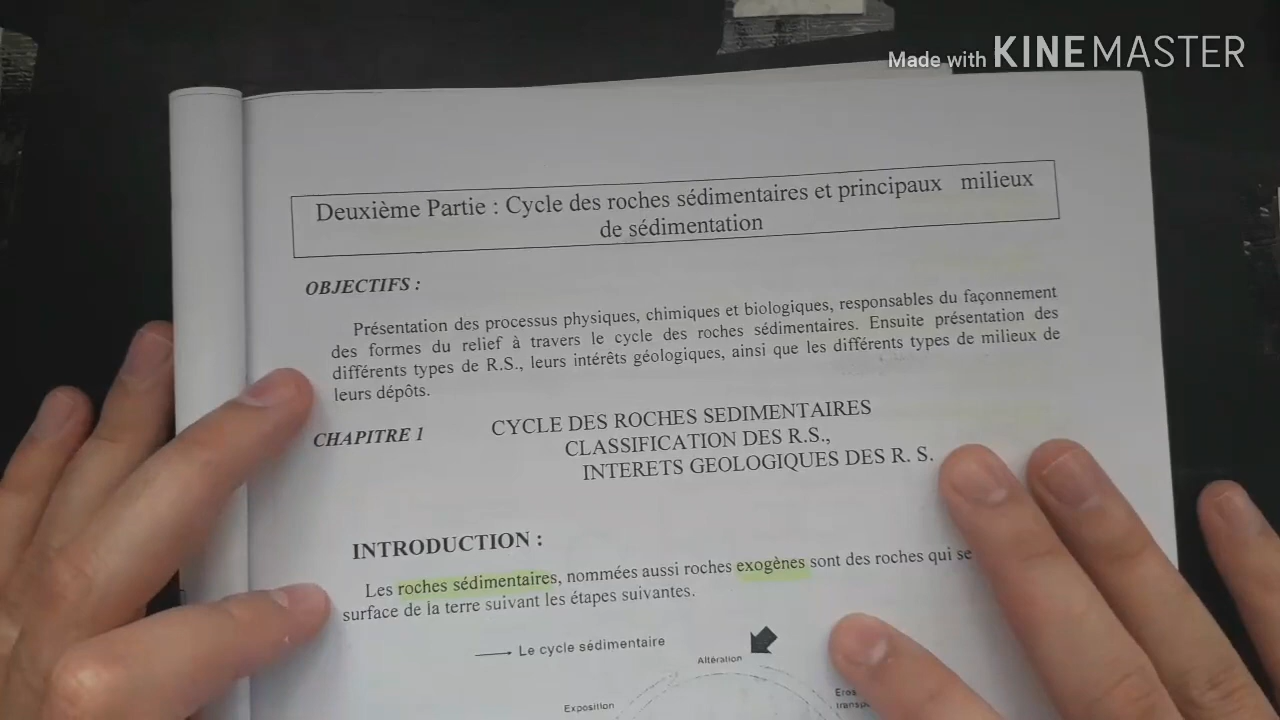 Made with KINEMASTER
Deuxième Partie : Cycle des roches sédimentaires et principaux milieux
de sédimentation
OBJECTIFS :
Présentation des processus physiques, chimiques et biologiques, responsables du façonnement
des formes du relief à travers le cycle des roches sédimentaires. Ensuite présentation des
différents types de R.S., leurs intérêts géologiques, ainsi que les différents types de milieux de
leurs dépôts.
CHAPITRE 1
CYCLE DES ROCHES SEDIMENTAIRES
CLASSIFICATION DES R.S.,
INTERETS GEOLOGIQUES DES R. S.
INTRODUCTION :
Les roches sédimentaires, nommées aussi roches exogènes sont des roches qui se
surface de la terre suivant les étapes suivantes.
Le cycle sédimentaire
Altération
Exposition